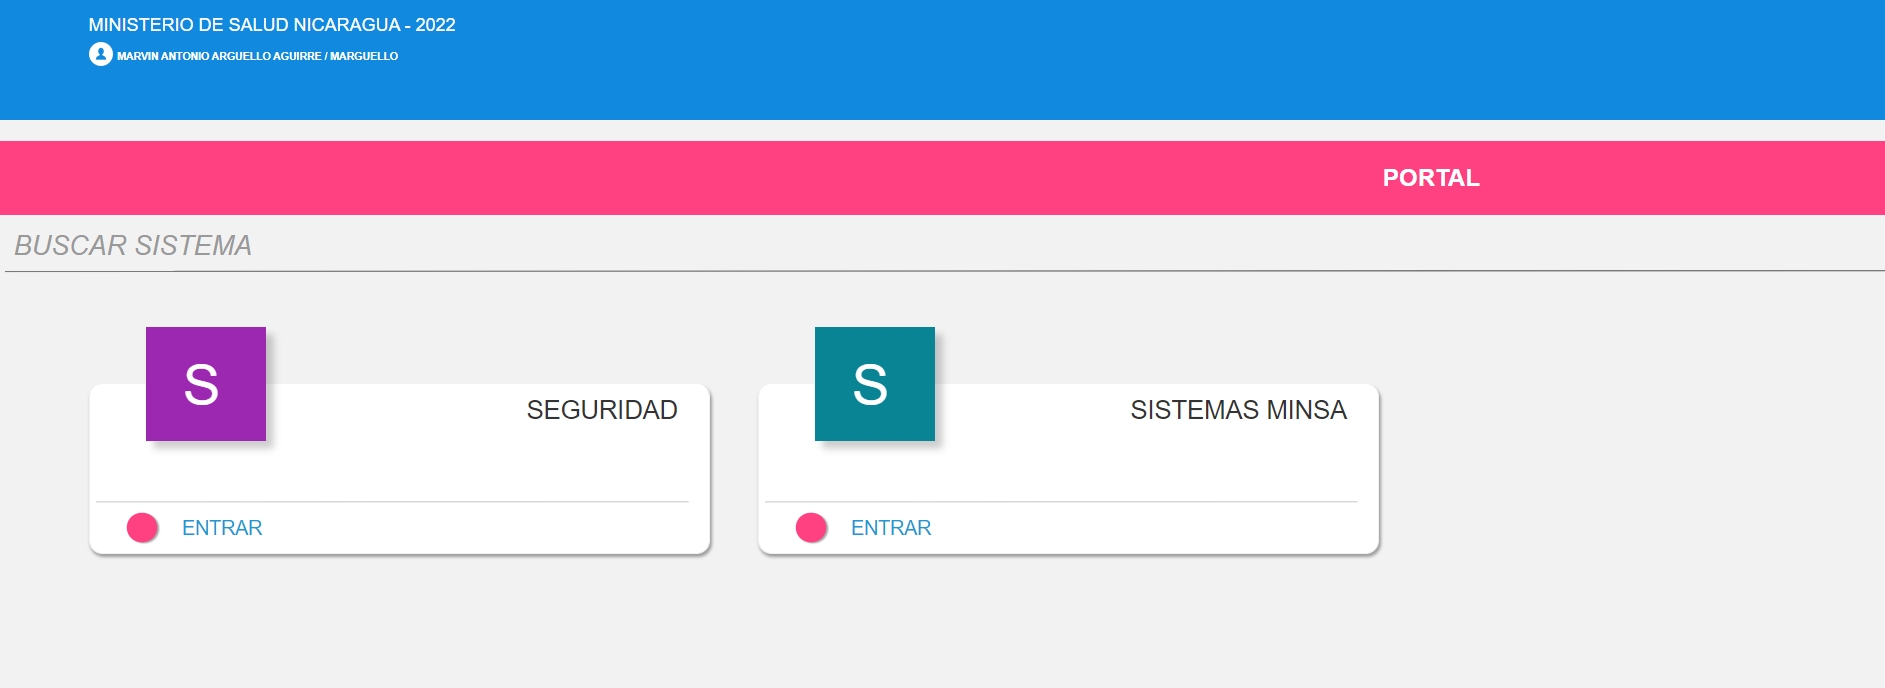 MINISTERIO DE SALUD NICARAGUA - 2022
MARVIN ANTONIO ARGUELLO AGUIRRE / MARGUELLO
PORTAL
BUSCAR SISTEMA
S
SEGURIDAD
ENTRAR
S
SISTEMAS MINSA
ENTRAR